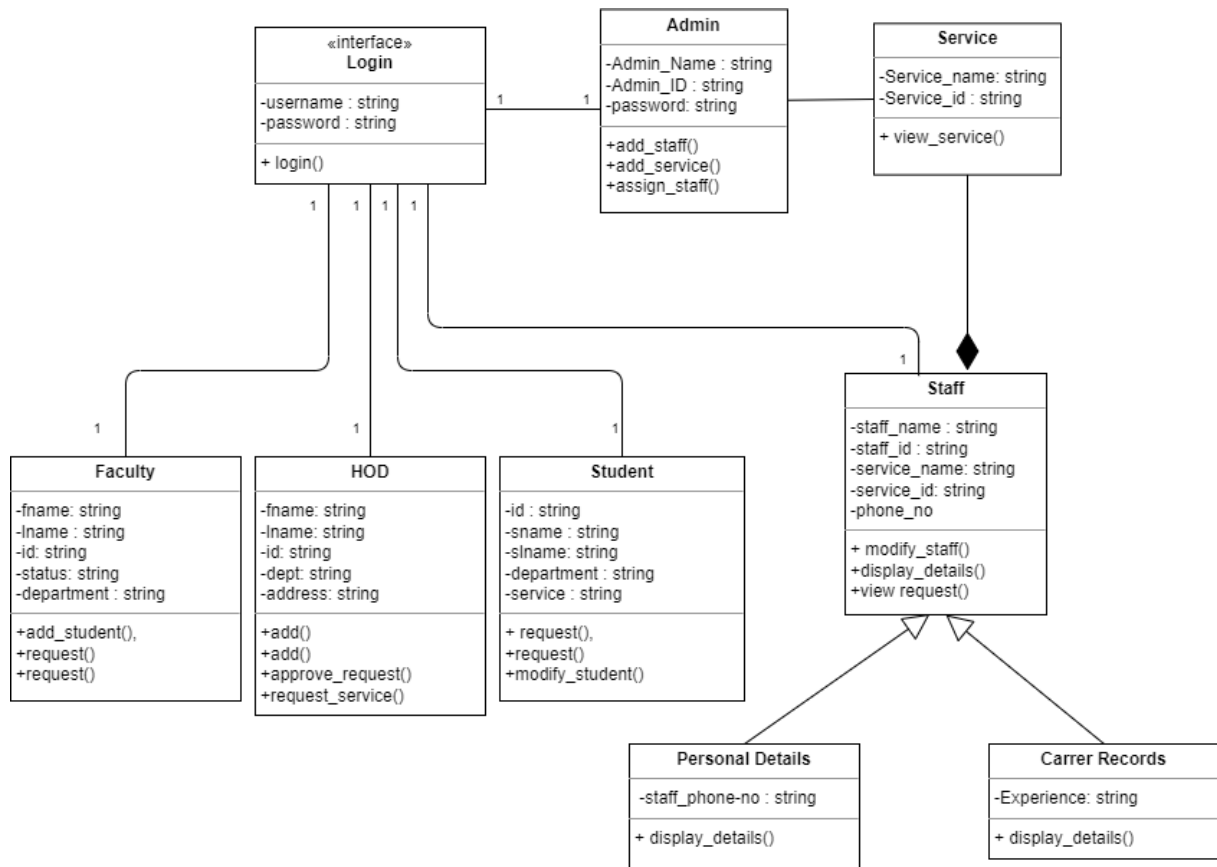 «interface»
Login
-username : string
-password : string
+ login()
1
1
Admin
-Admin_Name : string
-Admin_ID : string
-password: string
+add_staff()
+add_service()
+assign_staff()
Service
-Service_name: string
-Service_id : string
+ view_service()
1
1
1
1
1
1
1
1
Faculty
-fname: string
-lname : string
-id: string
-status: string
-department : string
+add_student(),
+request()
+request()
HOD
-fname: string
-lname: string
-id: string
-dept: string
-address: string
+add()
+add()
+approve_request()
+request_service()
Student
-id : string
-sname : string
-slname: string
-department : string
-service : string
+ request(),
+request()
+modify_student()
Staff
-staff_name : string
-staff_id : string
-service_name: string
-service_id: string
-phone_no
+ modify_staff()
+display_details()
+view request()
Personal Details
-staff_phone-no : string
+ display_details()
Carrer Records
-Experience: string
+ display_details()